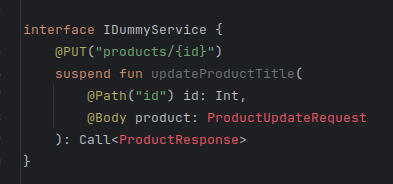 interface IDummyService {
@PUT("products/{id}")
suspend fun updateProductTitle(
@Path("id") id: Int,
@Body product: ProductUpdateRequest
): Call<ProductResponse>
}